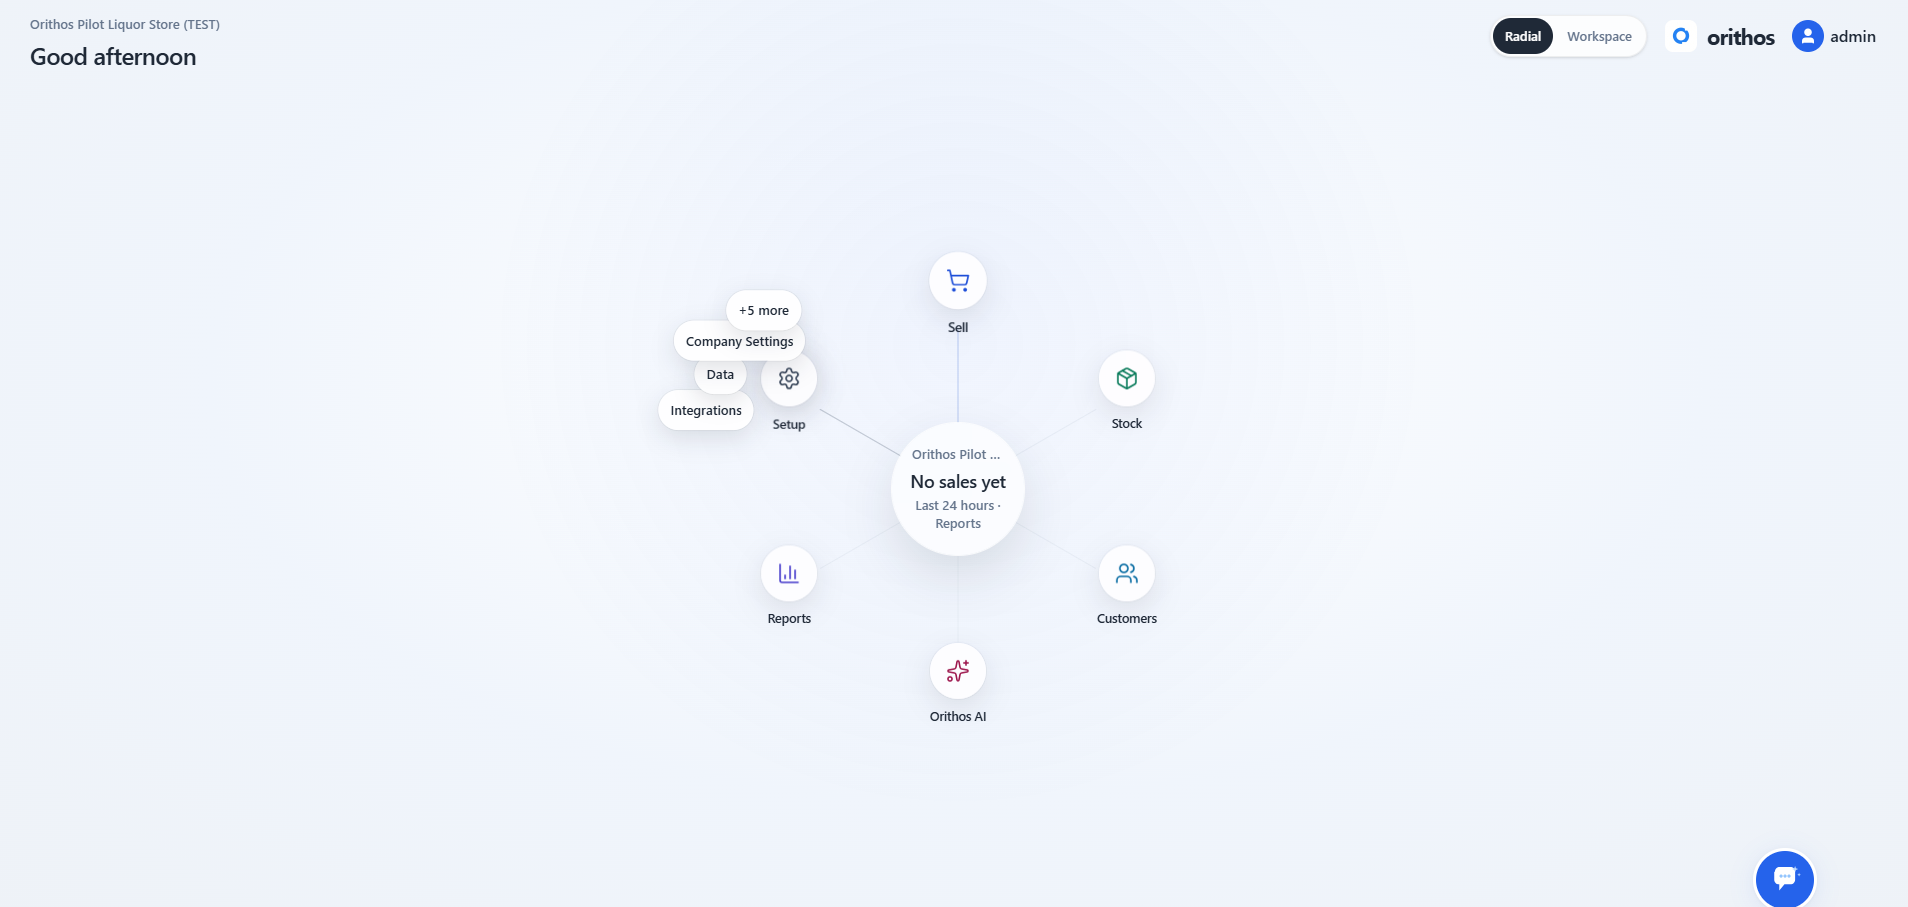 Orithos Pilot Liquor Store (TEST)
Good afternoon
Radial
Workspace
orithos
admin
Sell
+5 more
Company Settings
Data
Integrations
Setup
Stock
Orithos Pilot ...
No sales yet
Last 24 hours ·
Reports
Reports
Customers
Orithos AI